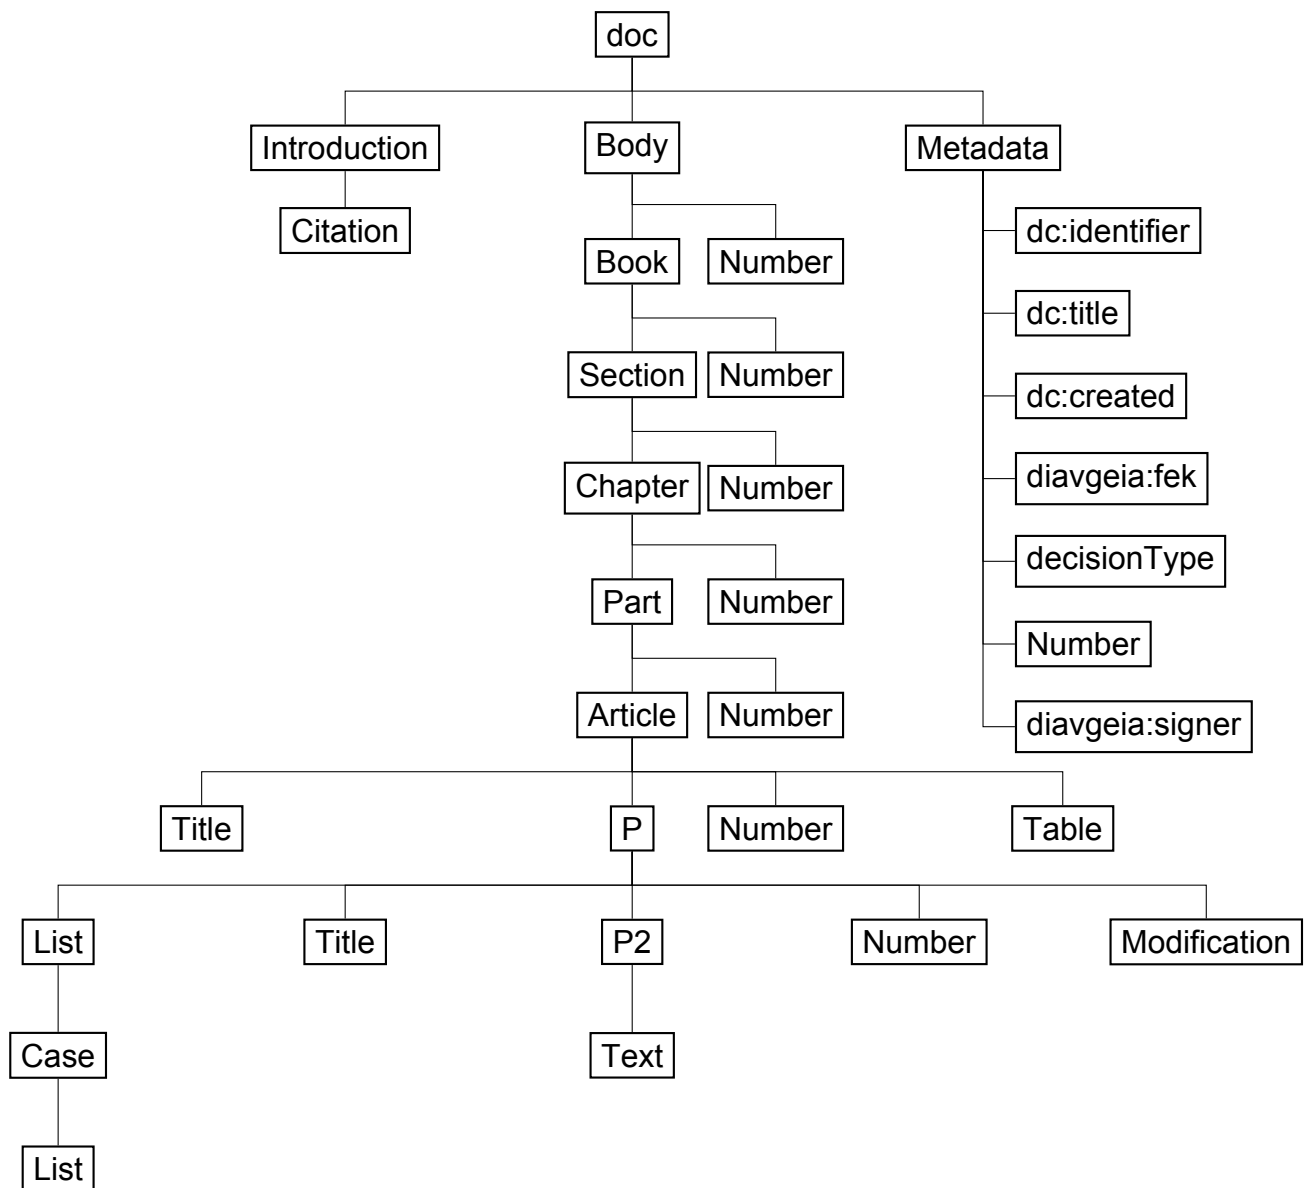 doc
Introduction
Body
Metadata
Citation
dc:identifier
Book
Number
dc:title
Section
Number
dc:created
Chapter
Number
diavgeia:fek
decisionType
Part
Number
Number
Article
Number
diavgeia:signer
Title
P
Number
Table
List
Title
P2
Number
Modification
Case
Text
List